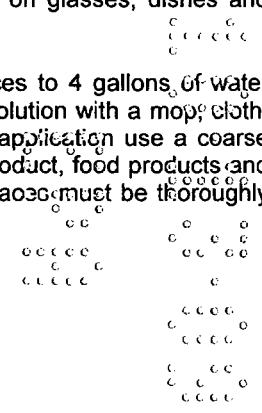 on glasses, dishes and
ces to 4 gallons of water
olution with a mop, cloth
application use a coarse
oduct, food products and
must be thoroughly